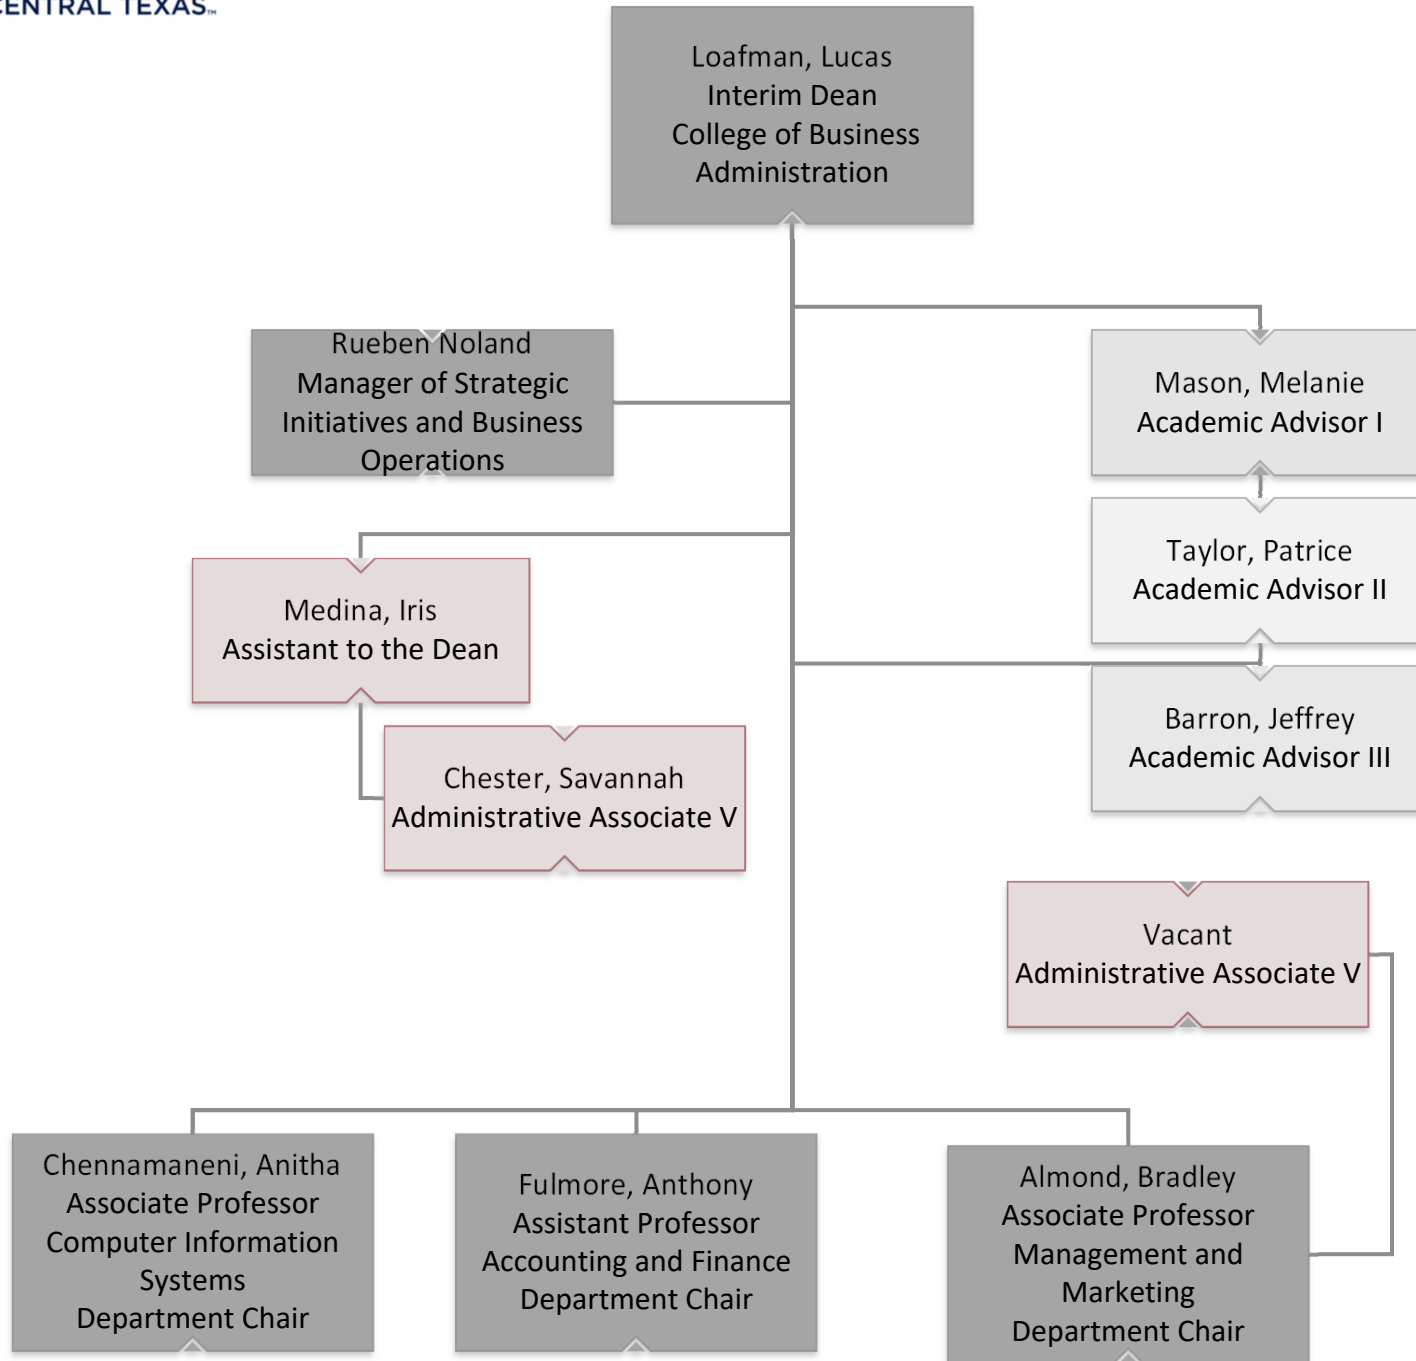 CENTRAL TEXAS™
Loafman, Lucas
Interim Dean
College of Business
Administration
Rueben Noland
Manager of Strategic
Initiatives and Business
Operations
Mason, Melanie
Academic Advisor I
Taylor, Patrice
Academic Advisor II
Medina, Iris
Assistant to the Dean
Barron, Jeffrey
Academic Advisor III
Chester, Savannah
Administrative Associate V
Vacant
Administrative Associate V
Chennamaneni, Anitha
Associate Professor
Computer Information
Systems
Department Chair
Fulmore, Anthony
Assistant Professor
Accounting and Finance
Department Chair
Almond, Bradley
Associate Professor
Management and
Marketing
Department Chair